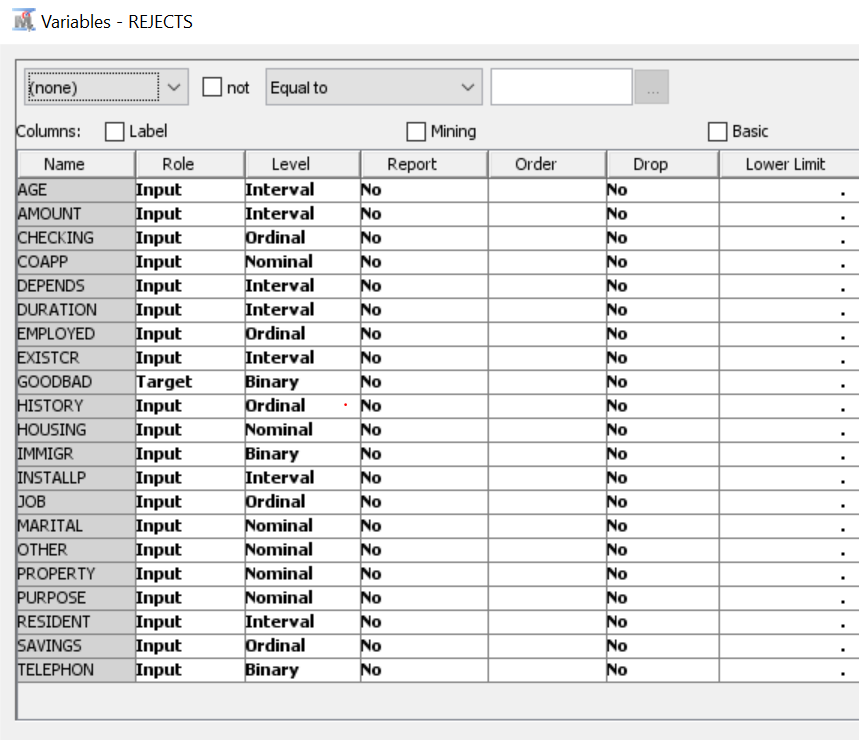 Variables - REJECTS
(none) not Equal to ...
Columns: Label Mining Basic
Name Role Level Report Order Drop Lower Limit
AGE Input Interval No No .
AMOUNT Input Interval No No .
CHECKING Input Ordinal No No .
COAPP Input Nominal No No .
DEPENDS Input Interval No No .
DURATION Input Interval No No .
EMPLOYED Input Ordinal No No .
EXISTCR Input Interval No No .
GOODBAD Target Binary No No .
HISTORY Input Ordinal No No .
HOUSING Input Nominal No No .
IMMIGR Input Binary No No .
INSTALLP Input Interval No No .
JOB Input Ordinal No No .
MARITAL Input Nominal No No .
OTHER Input Nominal No No .
PROPERTY Input Nominal No No .
PURPOSE Input Nominal No No .
RESIDENT Input Interval No No .
SAVINGS Input Ordinal No No .
TELEPHON Input Binary No No .